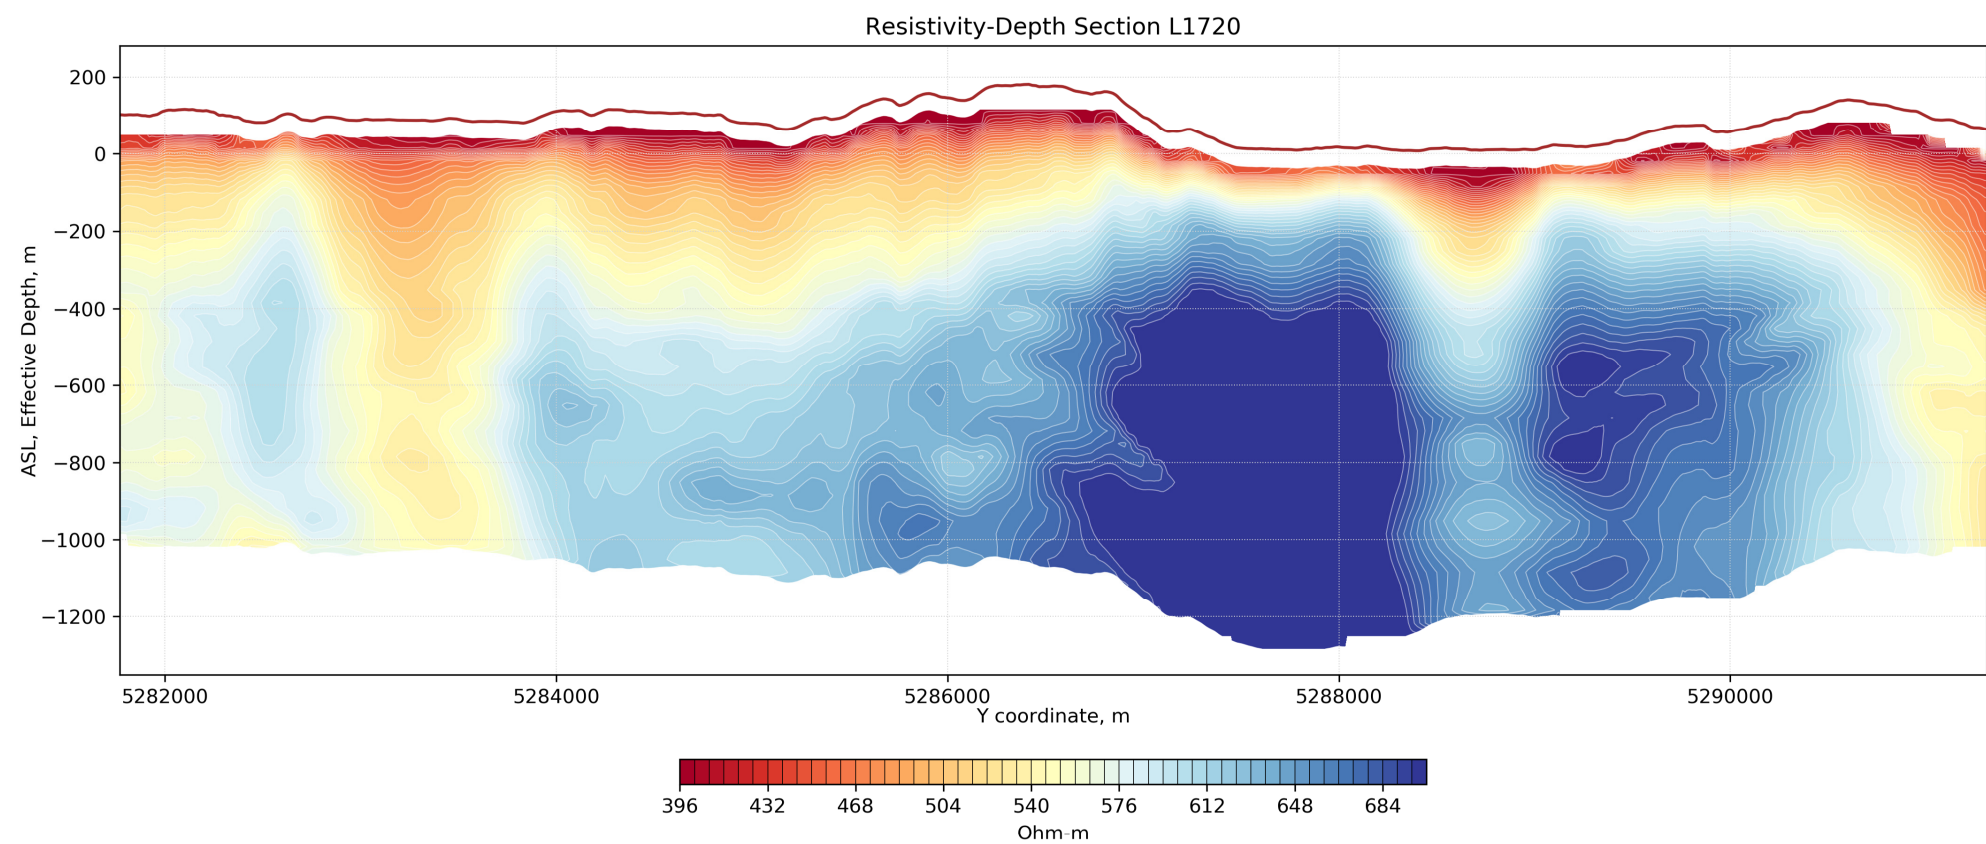 Resistivity-Depth Section L1720
ASL, Effective Depth, m
200
0
−200
−400
−600
−800
−1000
−1200
5282000 5284000 5286000 5288000 5290000
Y coordinate, m
396 432 468 504 540 576 612 648 684
Ohm-m